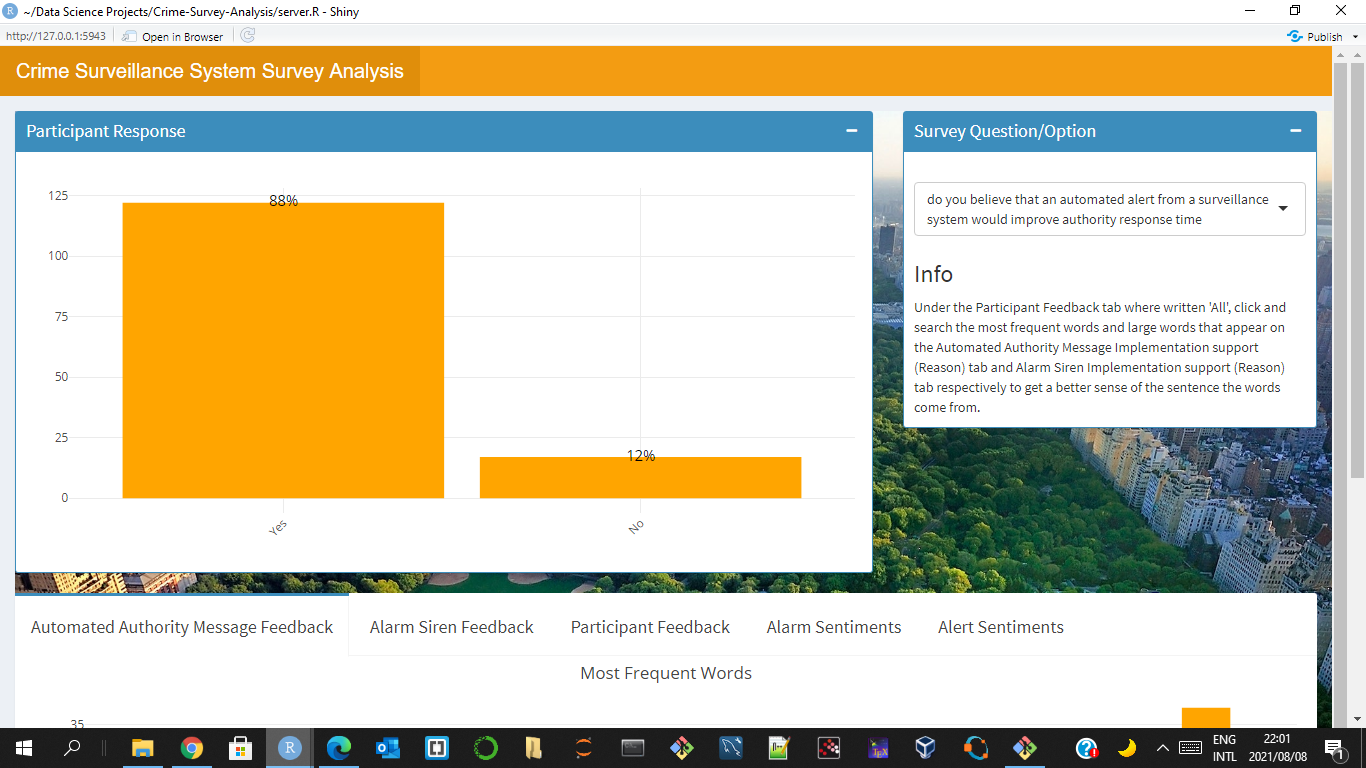 ~/Data Science Projects/Crime-Survey-Analysis/server.R - Shiny
http://127.0.0.1:5943
Open in Browser
Publish
Crime Surveillance System Survey Analysis
Participant Response
125
100
75
50
25
0
88%
12%
Yes
No
Survey Question/Option
do you believe that an automated alert from a surveillance
system would improve authority response time
Info
Under the Participant Feedback tab where written 'All', click and
search the most frequent words and large words that appear on
the Automated Authority Message Implementation support
(Reason) tab and Alarm Siren Implementation support (Reason)
tab respectively to get a better sense of the sentence the words
come from.
Automated Authority Message Feedback
Alarm Siren Feedback
Participant Feedback
Alarm Sentiments
Alert Sentiments
Most Frequent Words
35
ENG
INTL
22:01
2021/08/08
1